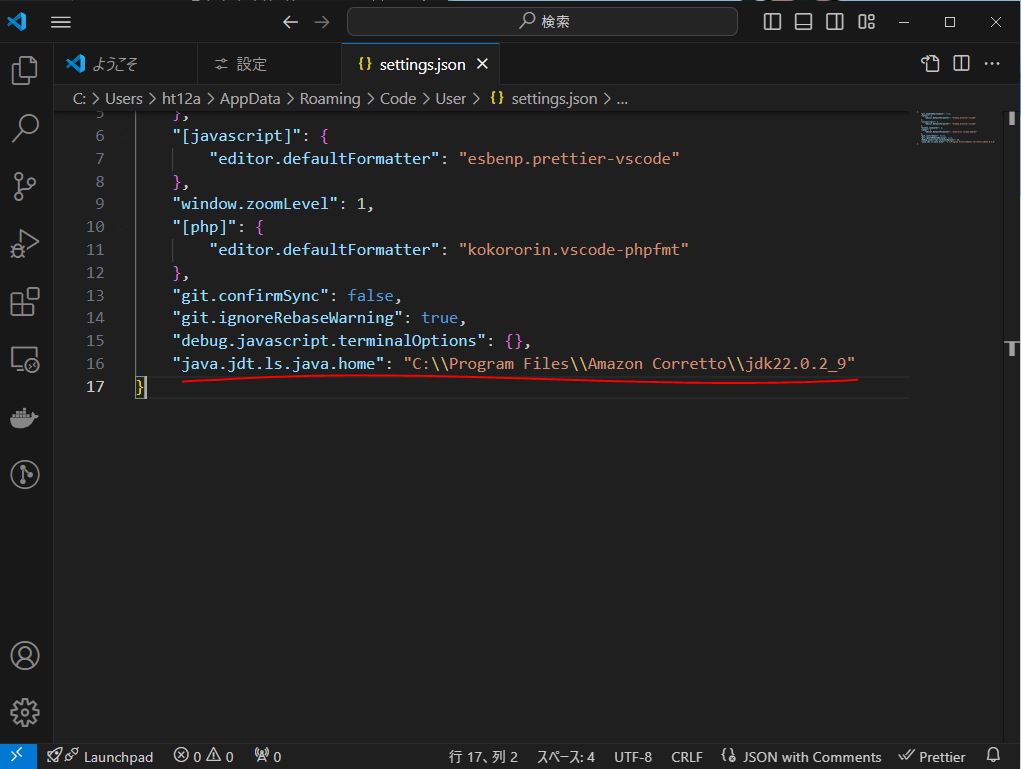 検索
ようこそ
設定
{} settings.json
C: > Users > ht12a > AppData > Roaming > Code > User > {} settings.json > ...
5 },
6 "[javascript]": {
7 "editor.defaultFormatter": "esbenp.prettier-vscode"
8 },
9 "window.zoomLevel": 1,
10 "[php]": {
11 "editor.defaultFormatter": "kokororin.vscode-phpfmt"
12 },
13 "git.confirmSync": false,
14 "git.ignoreRebaseWarning": true,
15 "debug.javascript.terminalOptions": {},
16 "java.jdt.ls.java.home": "C:\\Program Files\\Amazon Corretto\\jdk22.0.2_9"
17 }
Launchpad 0 0 0 行 17、列 2 スペース: 4 UTF-8 CRLF {} JSON with Comments Prettier